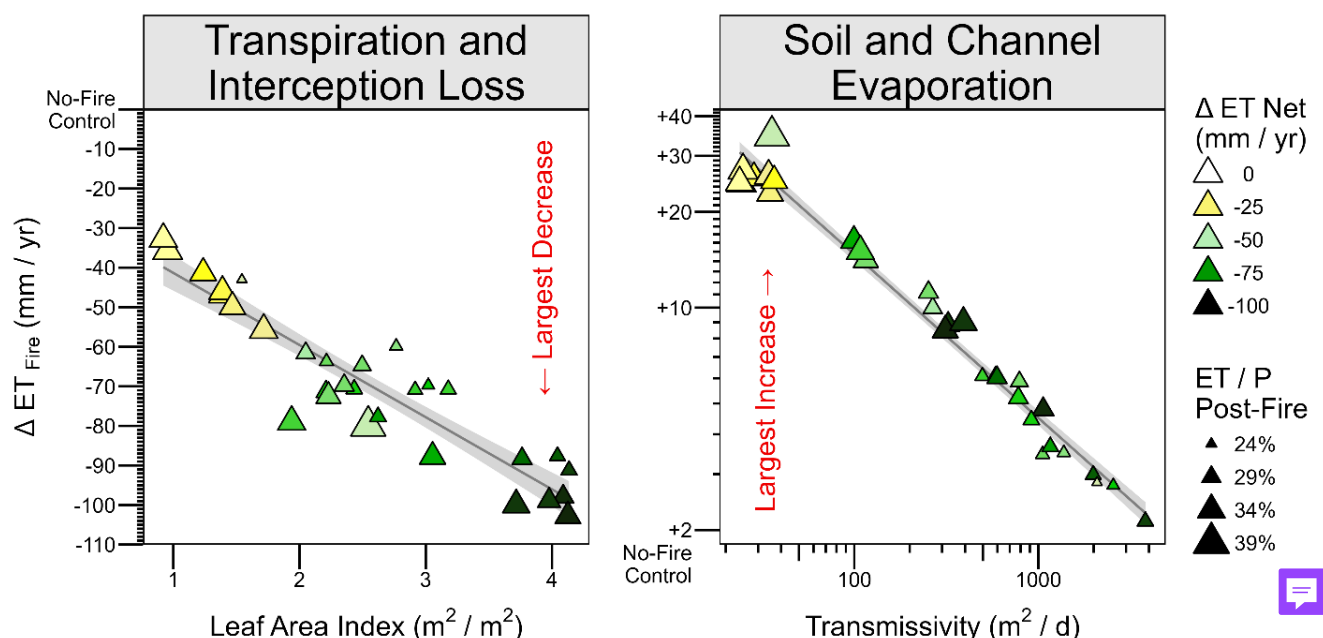 Transpiration and
Interception Loss
Soil and Channel
Evaporation
No-Fire
Control
-10
-20
-30
-40
-50
-60
-70
-80
-90
-100
-110
Δ ET Fire (mm / yr)
← Largest Decrease
1
2
3
4
Leaf Area Index (m² / m²)
+40
+30
+20
+10
+2
No-Fire
Control
Largest Increase →
100
1000
Transmissivity (m² / d)
Δ ET Net
(mm / yr)
0
-25
-50
-75
-100
ET / P
Post-Fire
24%
29%
34%
39%